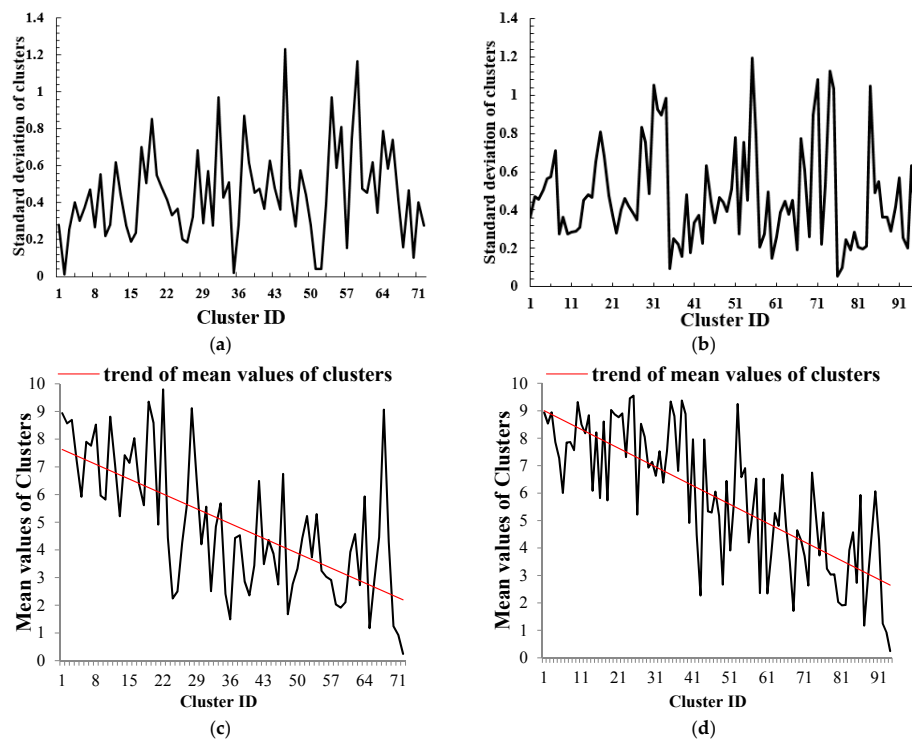 Standard deviation of clusters
1.4
1.2
1
0.8
0.6
0.4
0.2
0
1 8 15 22 29 36 43 50 57 64 71
Cluster ID
(a)
Standard deviation of clusters
1.4
1.2
1
0.8
0.6
0.4
0.2
0
1 11 21 31 41 51 61 71 81 91
Cluster ID
(b)
trend of mean values of clusters
Mean values of Clusters
10
9
8
7
6
5
4
3
2
1
0
1 8 15 22 29 36 43 50 57 64 71
Cluster ID
(c)
trend of mean values of clusters
Mean values of Clusters
10
9
8
7
6
5
4
3
2
1
0
1 11 21 31 41 51 61 71 81 91
Cluster ID
(d)